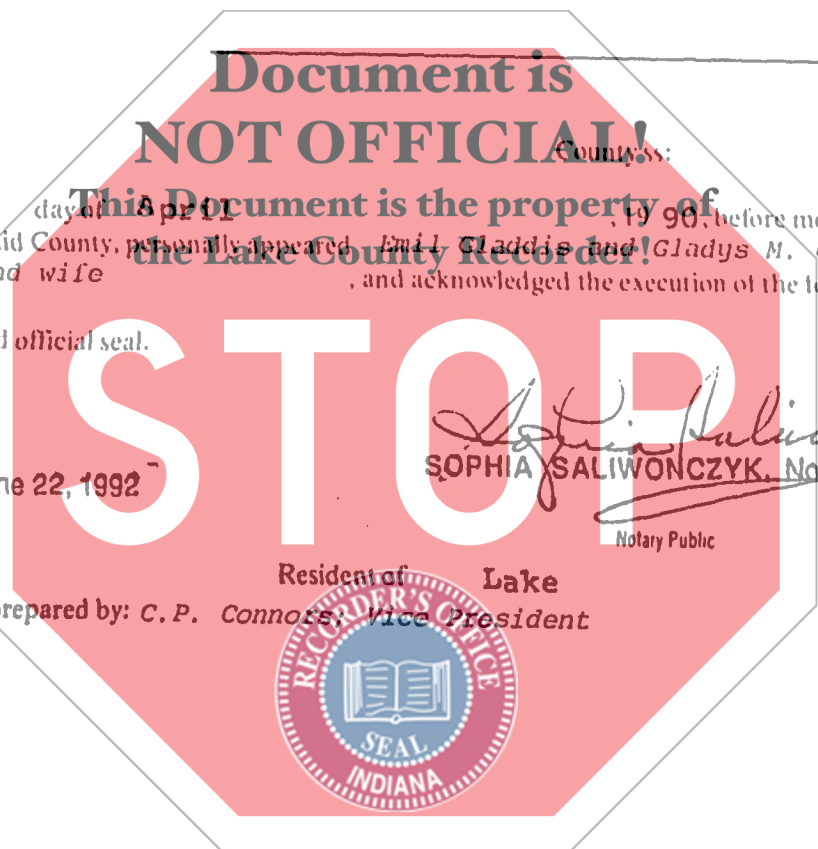 Document is
NOT OFFICIAL!
County ss:
This Document is the property of
day of April , 19 90, before me
the Lake County Recorder!
id County, personally appeared Emil Gladdis and Gladys M.
nd wife , and acknowledged the execution of the fo
d official seal.
STOP
SOPHIA SALIWONCZYK, No
ne 22, 1992
Notary Public
Resident of Lake
prepared by: C.P. Connors, Vice President
RECORDER'S OFFICE
SEAL
INDIANA